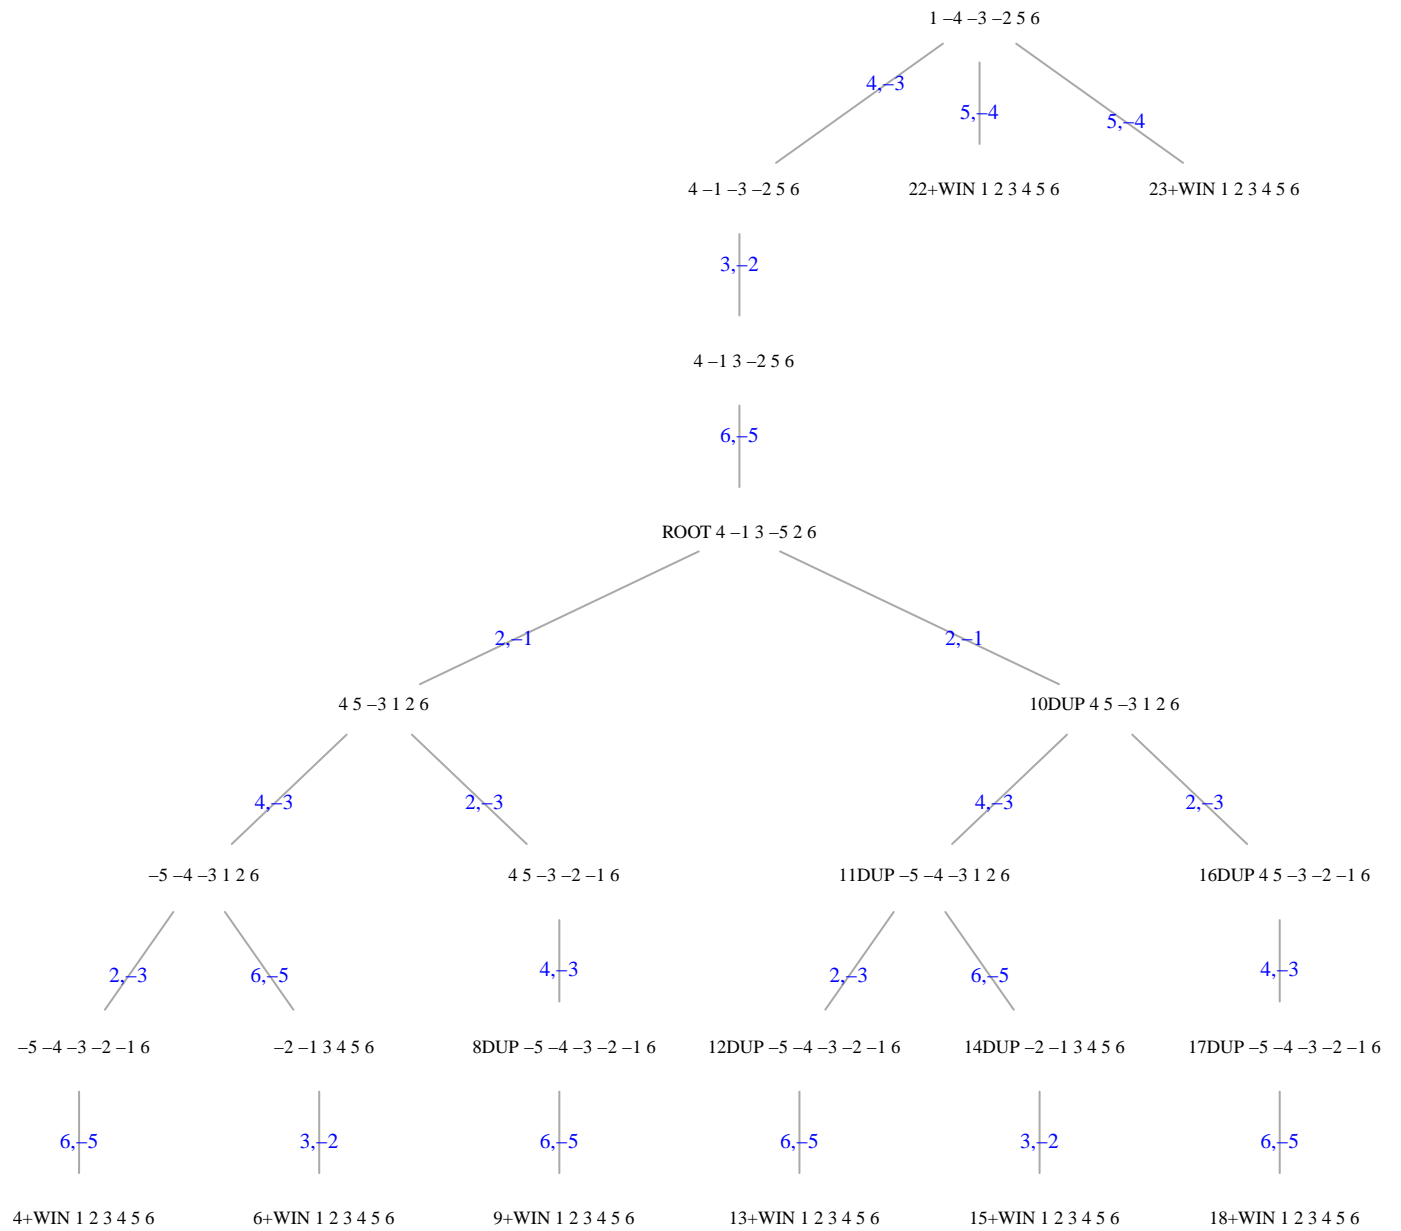 1 –4 –3 –2 5 6
4,–3
5,–4
5,–4
4 –1 –3 –2 5 6
22+WIN 1 2 3 4 5 6
23+WIN 1 2 3 4 5 6
3,–2
4 –1 3 –2 5 6
6,–5
ROOT 4 –1 3 –5 2 6
2,–1
2,–1
4 5 –3 1 2 6
10DUP 4 5 –3 1 2 6
4,–3
2,–3
4,–3
2,–3
–5 –4 –3 1 2 6
4 5 –3 –2 –1 6
11DUP –5 –4 –3 1 2 6
16DUP 4 5 –3 –2 –1 6
2,–3
6,–5
4,–3
2,–3
6,–5
4,–3
–5 –4 –3 –2 –1 6
–2 –1 3 4 5 6
8DUP –5 –4 –3 –2 –1 6
12DUP –5 –4 –3 –2 –1 6
14DUP –2 –1 3 4 5 6
17DUP –5 –4 –3 –2 –1 6
6,–5
3,–2
6,–5
6,–5
3,–2
6,–5
4+WIN 1 2 3 4 5 6
6+WIN 1 2 3 4 5 6
9+WIN 1 2 3 4 5 6
13+WIN 1 2 3 4 5 6
15+WIN 1 2 3 4 5 6
18+WIN 1 2 3 4 5 6